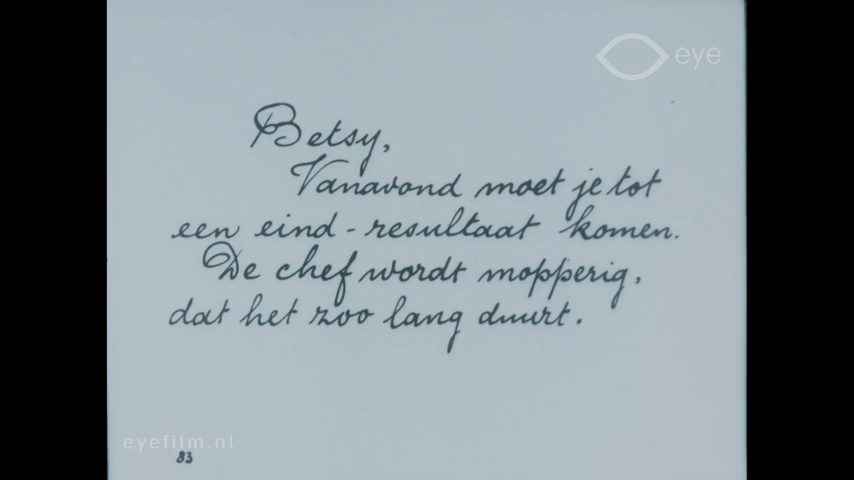 eye
Betsy,
Vanavond moet je tot
een eind-resultaat komen.
De chef wordt mopperig,
dat het zoo lang duurt.
eyefilm.nl
83